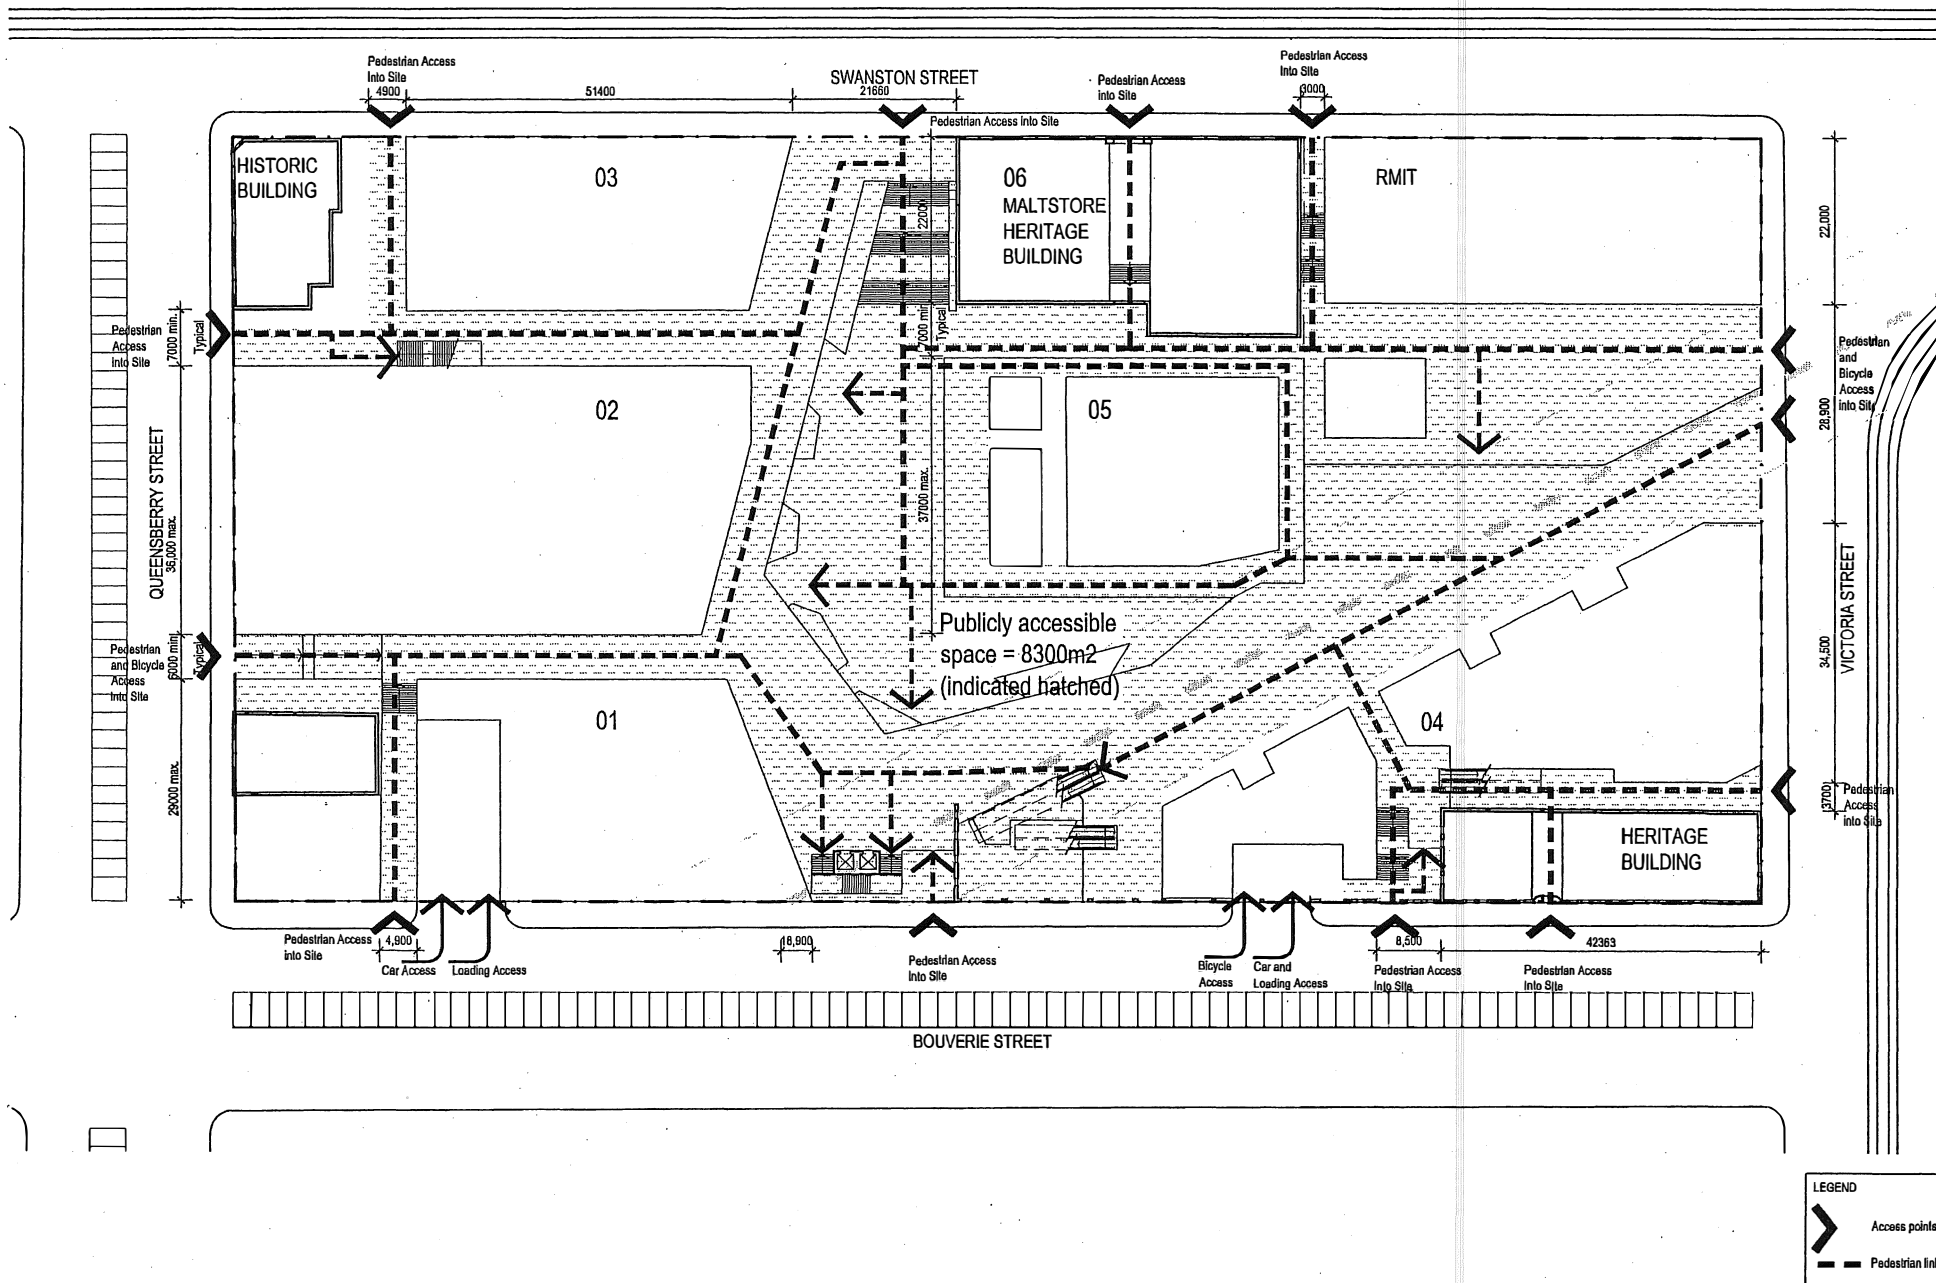 Pedestrian Access
Into Site
4900
51400
SWANSTON STREET
21660
Pedestrian Access Into Site
Pedestrian Access
into Site
Pedestrian Access
Into Site
3000
HISTORIC
BUILDING
03
22000
06
MALTSTORE
HERITAGE
BUILDING
RMIT
22,000
Pedestrian
Access
Into Site
7000 min.
Typical
7000 min
Typical
Pedestrian
and
Bicycle
Access
into Site
28,900
02
05
QUEENSBERRY STREET
36,000 max.
37000 max.
VICTORIA STREET
34,500
Pedestrian
and Bicycle
Access
Into Site
6000 min
Typical
Publicly accessible
space = 8300m2
(indicated hatched)
01
04
29000 max.
3700
Pedestrian
Access
into Site
HERITAGE
BUILDING
Pedestrian Access
into Site
4,900
Car Access
Loading Access
18,900
Pedestrian Access
Into Site
Bicycle
Access
Car and
Loading Access
8,500
Pedestrian Access
Into Site
42363
Pedestrian Access
Into Site
BOUVERIE STREET
LEGEND
Access points
Pedestrian lin